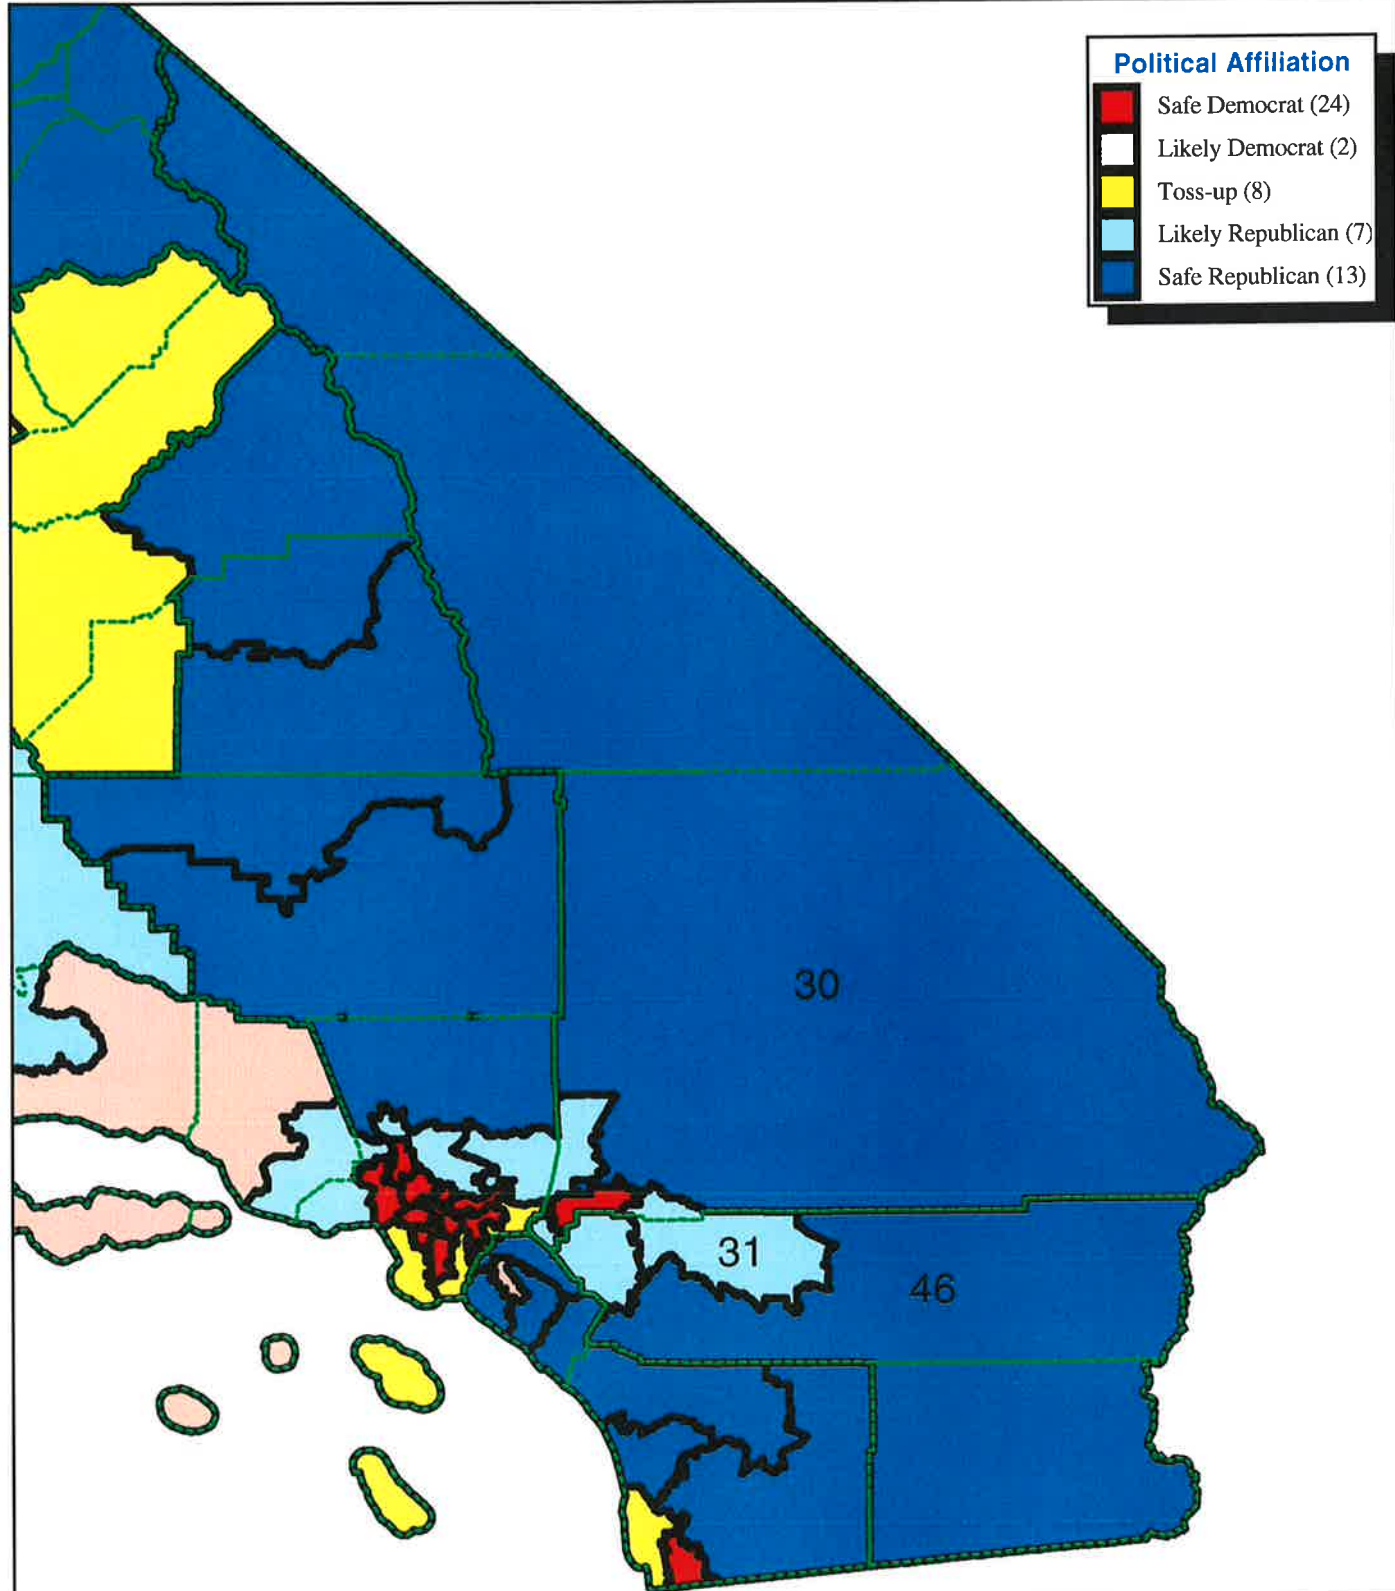 Political Affiliation
Safe Democrat (24)
Likely Democrat (2)
Toss-up (8)
Likely Republican (7)
Safe Republican (13)
30
31
46